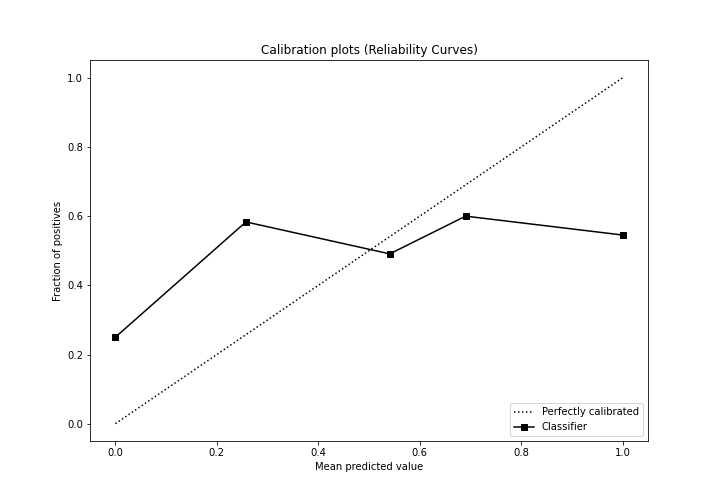 Calibration plots (Reliability Curves)
1.0
0.8
0.6
0.4
0.2
0.0
Fraction of positives
0.0 0.2 0.4 0.6 0.8 1.0
Mean predicted value
Perfectly calibrated
Classifier